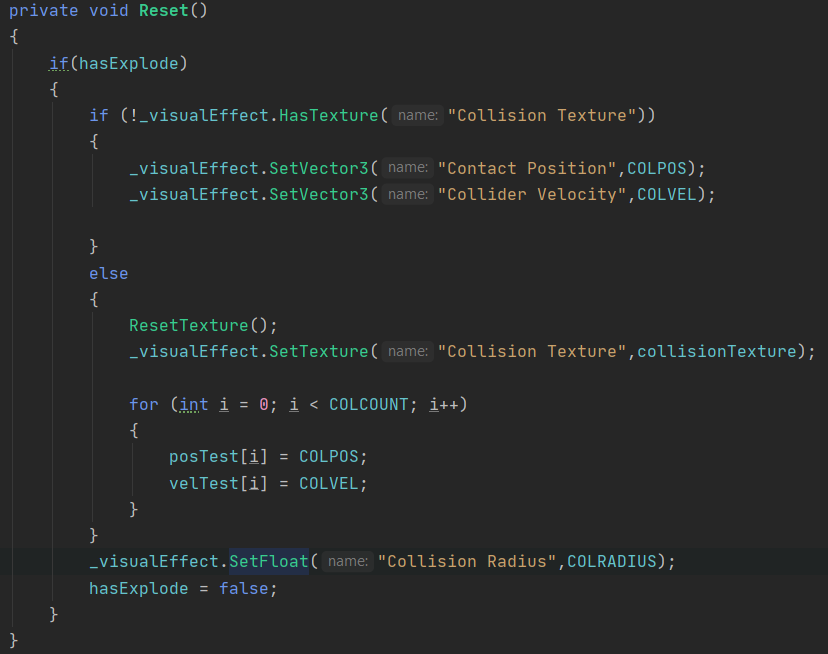 private void Reset()
{
    if(hasExplode)
    {
        if (!_visualEffect.HasTexture( name: "Collision Texture"))
        {
            _visualEffect.SetVector3( name: "Contact Position",COLPOS);
            _visualEffect.SetVector3( name: "Collider Velocity",COLVEL);
        }
        else
        {
            ResetTexture();
            _visualEffect.SetTexture( name: "Collision Texture",collisionTexture);
            for (int i = 0; i < COLCOUNT; i++)
            {
                posTest[i] = COLPOS;
                velTest[i] = COLVEL;
            }
        }
        _visualEffect.SetFloat( name: "Collision Radius",COLRADIUS);
        hasExplode = false;
    }
}